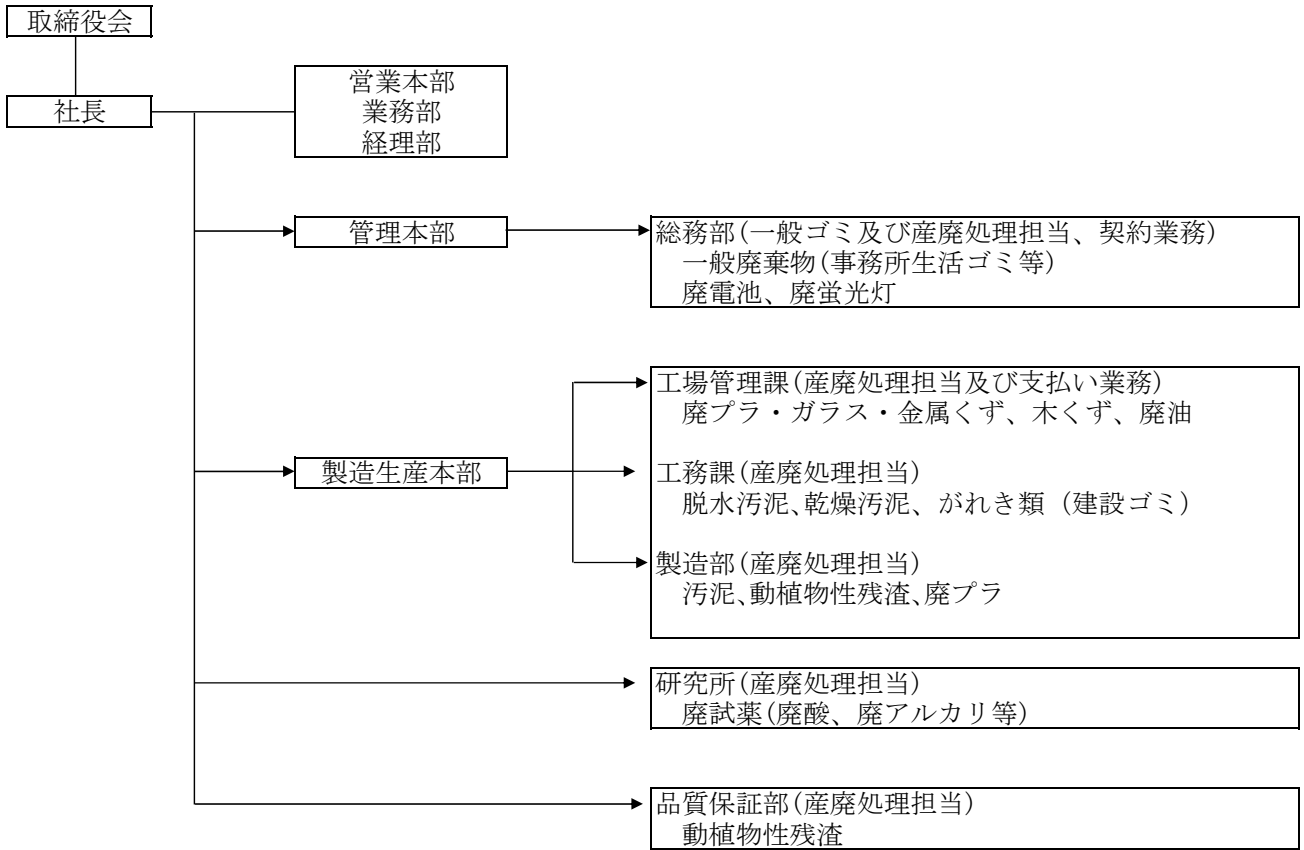 取締役会
社長
営業本部
業務部
経理部
管理本部
総務部(一般ゴミ及び産廃処理担当、契約業務)
一般廃棄物(事務所生活ゴミ等)
廃電池、廃蛍光灯
製造生産本部
工場管理課(産廃処理担当及び支払い業務)
廃プラ・ガラス・金属くず、木くず、廃油
工務課(産廃処理担当)
脱水汚泥、乾燥汚泥、がれき類（建設ゴミ）
製造部(産廃処理担当)
汚泥、動植物性残渣、廃プラ
研究所(産廃処理担当)
廃試薬(廃酸、廃アルカリ等)
品質保証部(産廃処理担当)
動植物性残渣